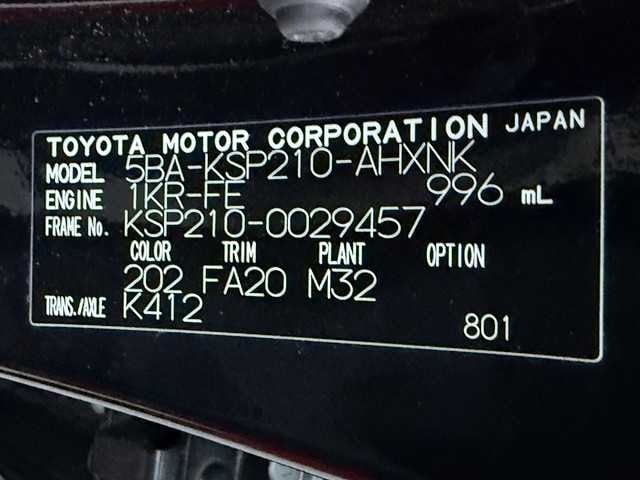 TOYOTA MOTOR CORPORATION JAPAN
MODEL 5BA-KSP210-AHXNK
ENGINE 1KR-FE 996 mL
FRAME No. KSP210-0029457
COLOR TRIM PLANT OPTION
202 FA20 M32
TRANS./AXLE K412
801